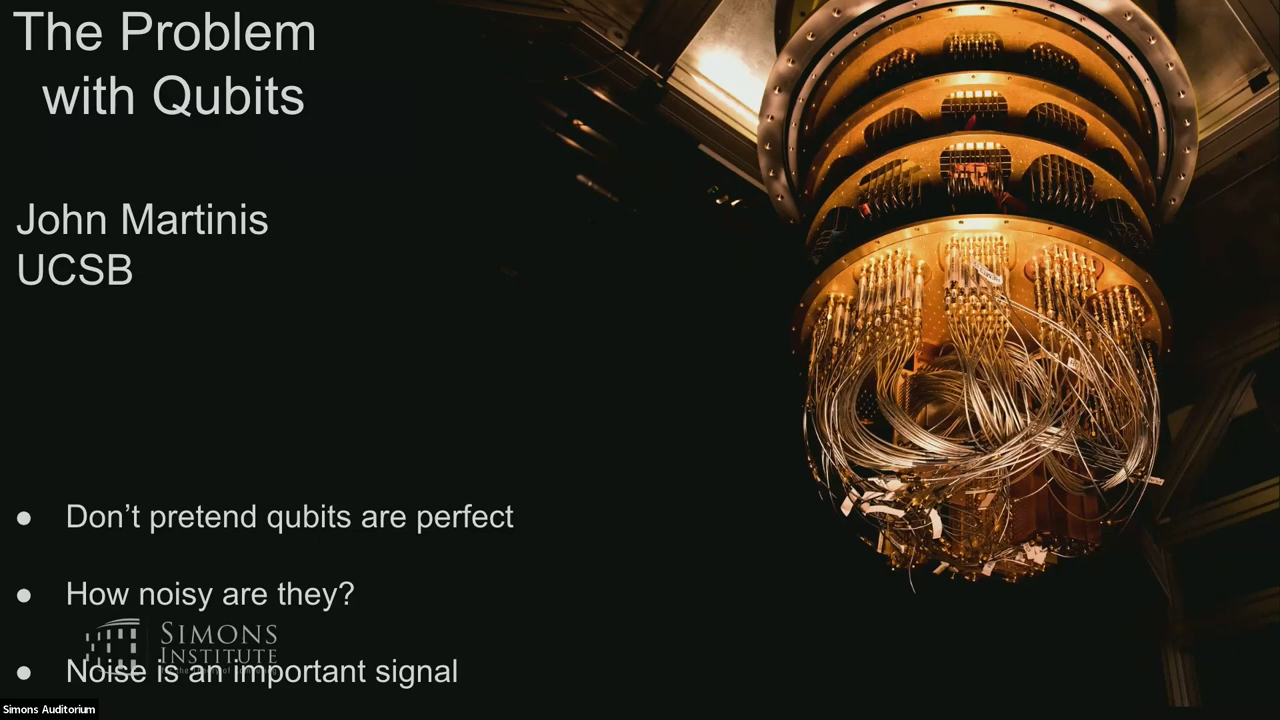 The Problem
with Qubits
John Martinis
UCSB
● Don't pretend qubits are perfect
● How noisy are they?
SIMONS
INSTITUTE
● Noise is an important signal
Simons Auditorium